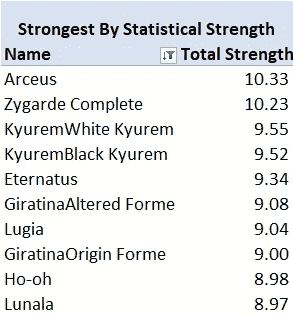 Strongest By Statistical Strength
Name Total Strength
Arceus 10.33
Zygarde Complete 10.23
KyuremWhite Kyurem 9.55
KyuremBlack Kyurem 9.52
Eternatus 9.34
GiratinaAltered Forme 9.08
Lugia 9.04
GiratinaOrigin Forme 9.00
Ho-oh 8.98
Lunala 8.97